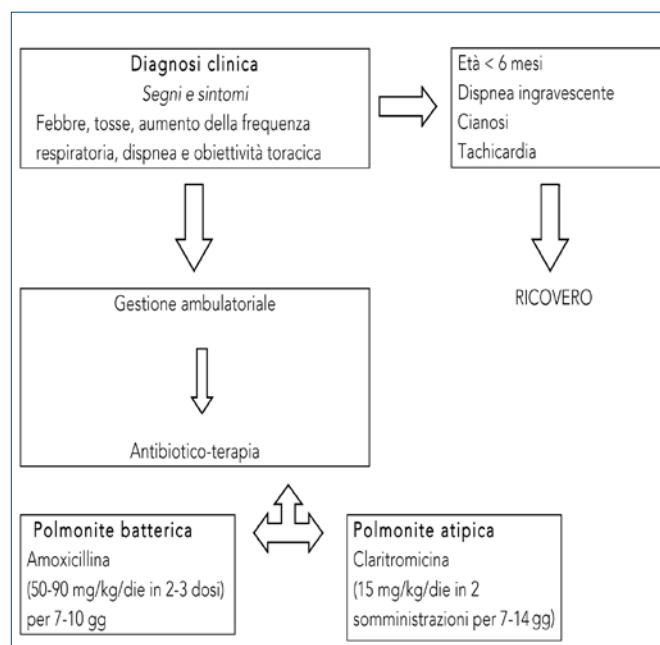 Diagnosi clinica
Segni e sintomi
Febbre, tosse, aumento della frequenza
respiratoria, dispnea e obiettività toracica
Età < 6 mesi
Dispnea ingravescente
Cianosi
Tachicardia
Gestione ambulatoriale
RICOVERO
Antibiotico-terapia
Polmonite batterica
Amoxicillina
(50-90 mg/kg/die in 2-3 dosi)
per 7-10 gg
Polmonite atipica
Claritromicina
(15 mg/kg/die in 2
somministrazioni per 7-14 gg)